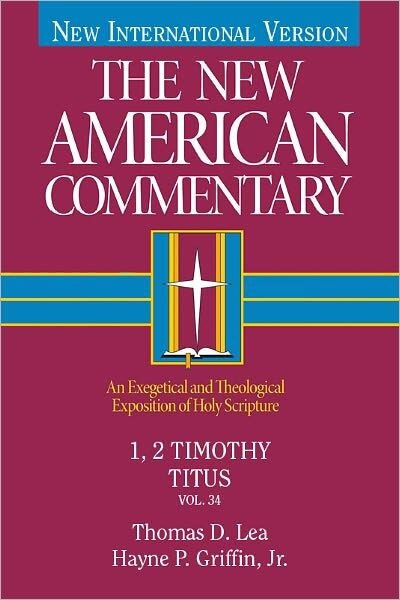 NEW INTERNATIONAL VERSION
THE NEW
AMERICAN
COMMENTARY
An Exegetical and Theological
Exposition of Holy Scripture
1, 2 TIMOTHY
TITUS
VOL. 34
Thomas D. Lea
Hayne P. Griffin, Jr.